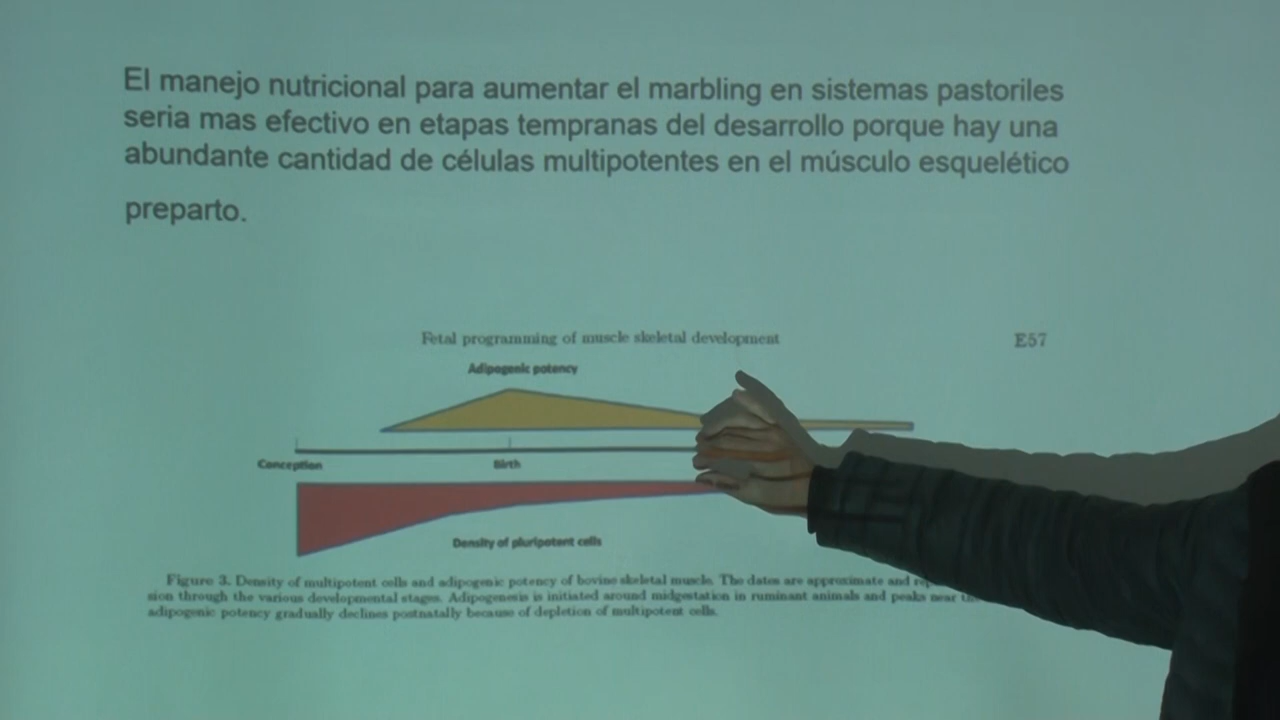 El manejo nutricional para aumentar el marbling en sistemas pastoriles
seria mas efectivo en etapas tempranas del desarrollo porque hay una
abundante cantidad de células multipotentes en el músculo esquelético
preparto.
Fetal programming of muscle skeletal development
E57
Adipogenic potency
Conception
Birth
Density of pluripotent cells
Figure 3. Density of multipotent cells and adipogenic potency of bovine skeletal muscle. The dates are approximate and
sion through the various developmental stages. Adipogenesis is initiated around midgestation in ruminant animals and peaks near
adipogenic potency gradually declines postnatally because of depletion of multipotent cells.